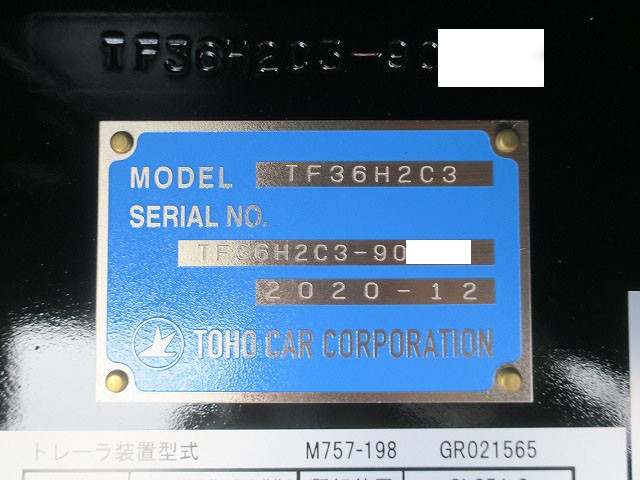 TF36H2C3-90
MODEL TF36H2C3
SERIAL NO.
TF36H2C3-90
2020-12
TOHO CAR CORPORATION
トレーラ装置型式 M757-198 GR021565